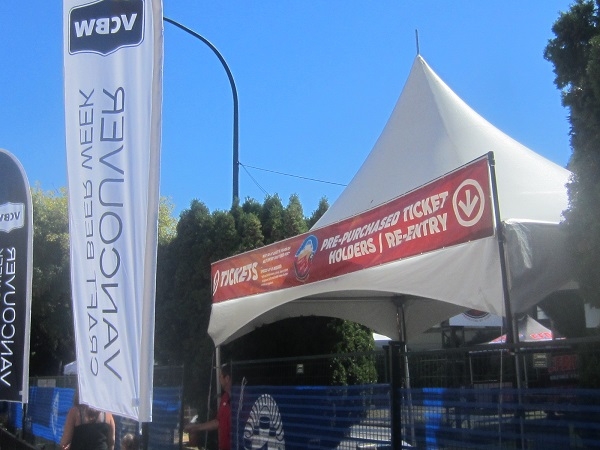 VCBW
VANCOUVER
CRAFT BEER WEEK
VCBW
VANCOUVER
TICKETS
PRE-PURCHASED TICKET
HOLDERS / RE-ENTRY